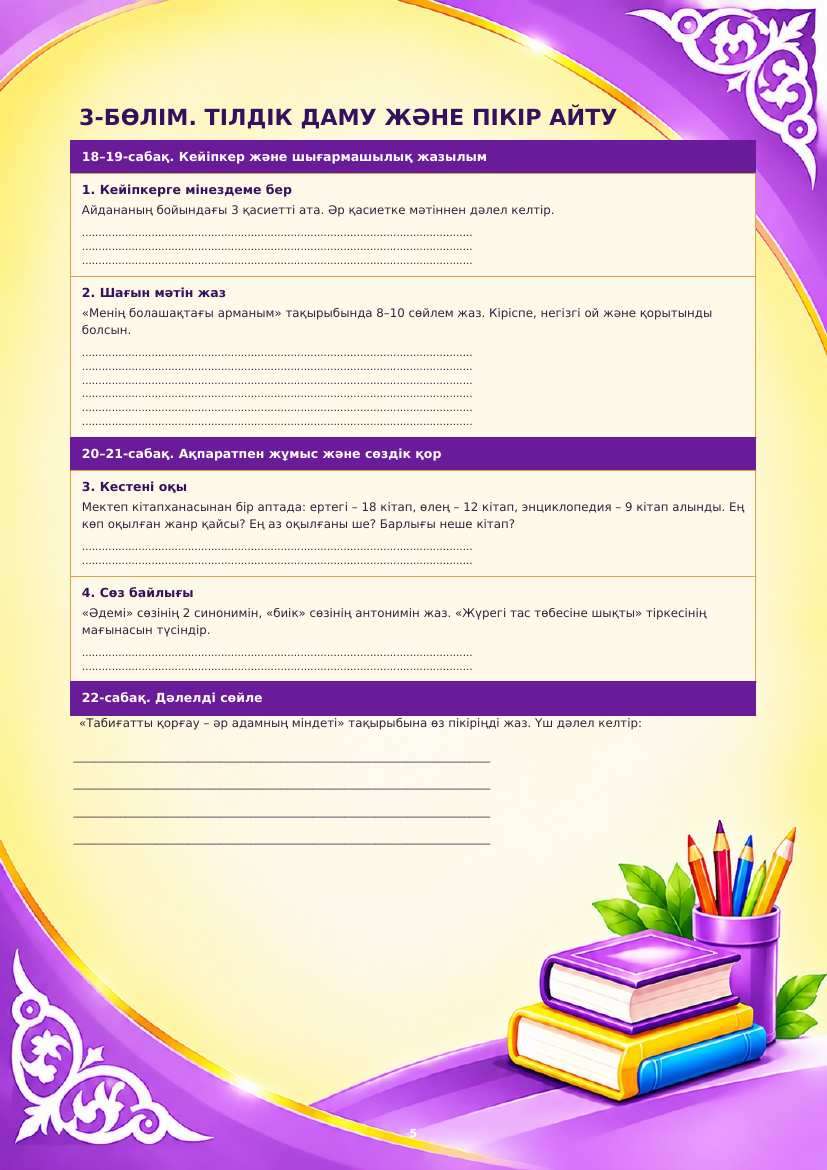 3-БӨЛІМ. ТІЛДІК ДАМУ ЖӘНЕ ПІКІР АЙТУ
18–19-сабақ. Кейіпкер және шығармашылық жазылым
1. Кейіпкерге мінездеме бер
Айдананың бойындағы 3 қасиетті ата. Әр қасиетке мәтіннен дәлел келтір.
2. Шағын мәтін жаз
«Менің болашақтағы арманым» тақырыбында 8–10 сөйлем жаз. Кіріспе, негізгі ой және қорытынды
болсын.
20–21-сабақ. Ақпаратпен жұмыс және сөздік қор
3. Кестені оқы
Мектеп кітапханасынан бір аптада: ертегі – 18 кітап, өлең – 12 кітап, энциклопедия – 9 кітап алынды. Ең
көп оқылған жанр қайсы? Ең аз оқылғаны ше? Барлығы неше кітап?
4. Сөз байлығы
«Әдемі» сөзінің 2 синонимін, «биік» сөзінің антонимін жаз. «Жүрегі тас төбесіне шықты» тіркесінің
мағынасын түсіндір.
22-сабақ. Дәлелді сөйле
«Табиғатты қорғау – әр адамның міндеті» тақырыбына өз пікіріңді жаз. Үш дәлел келтір:
5